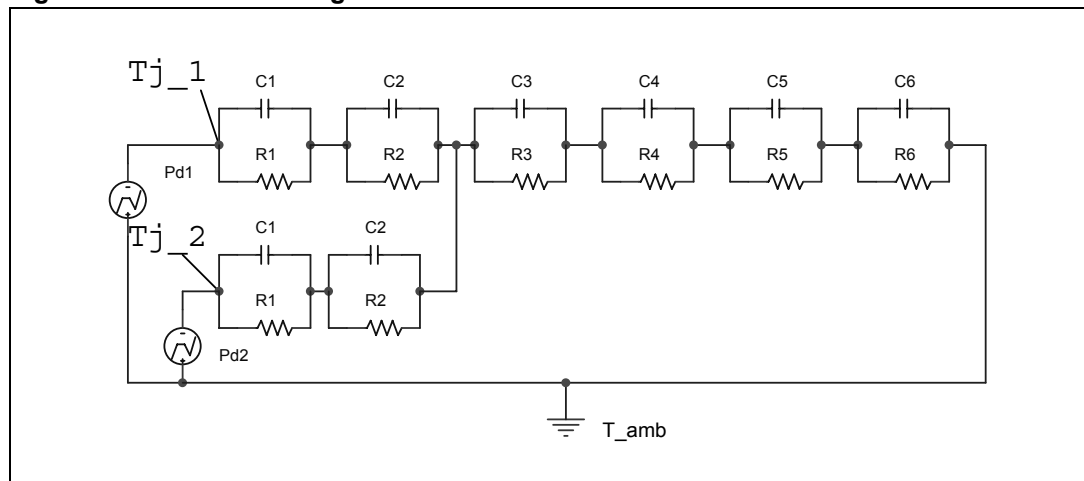 Tj_1
C1 C2 C3 C4 C5 C6
R1 R2 R3 R4 R5 R6
Pd1
Tj_2
C1 C2
R1 R2
Pd2
T_amb